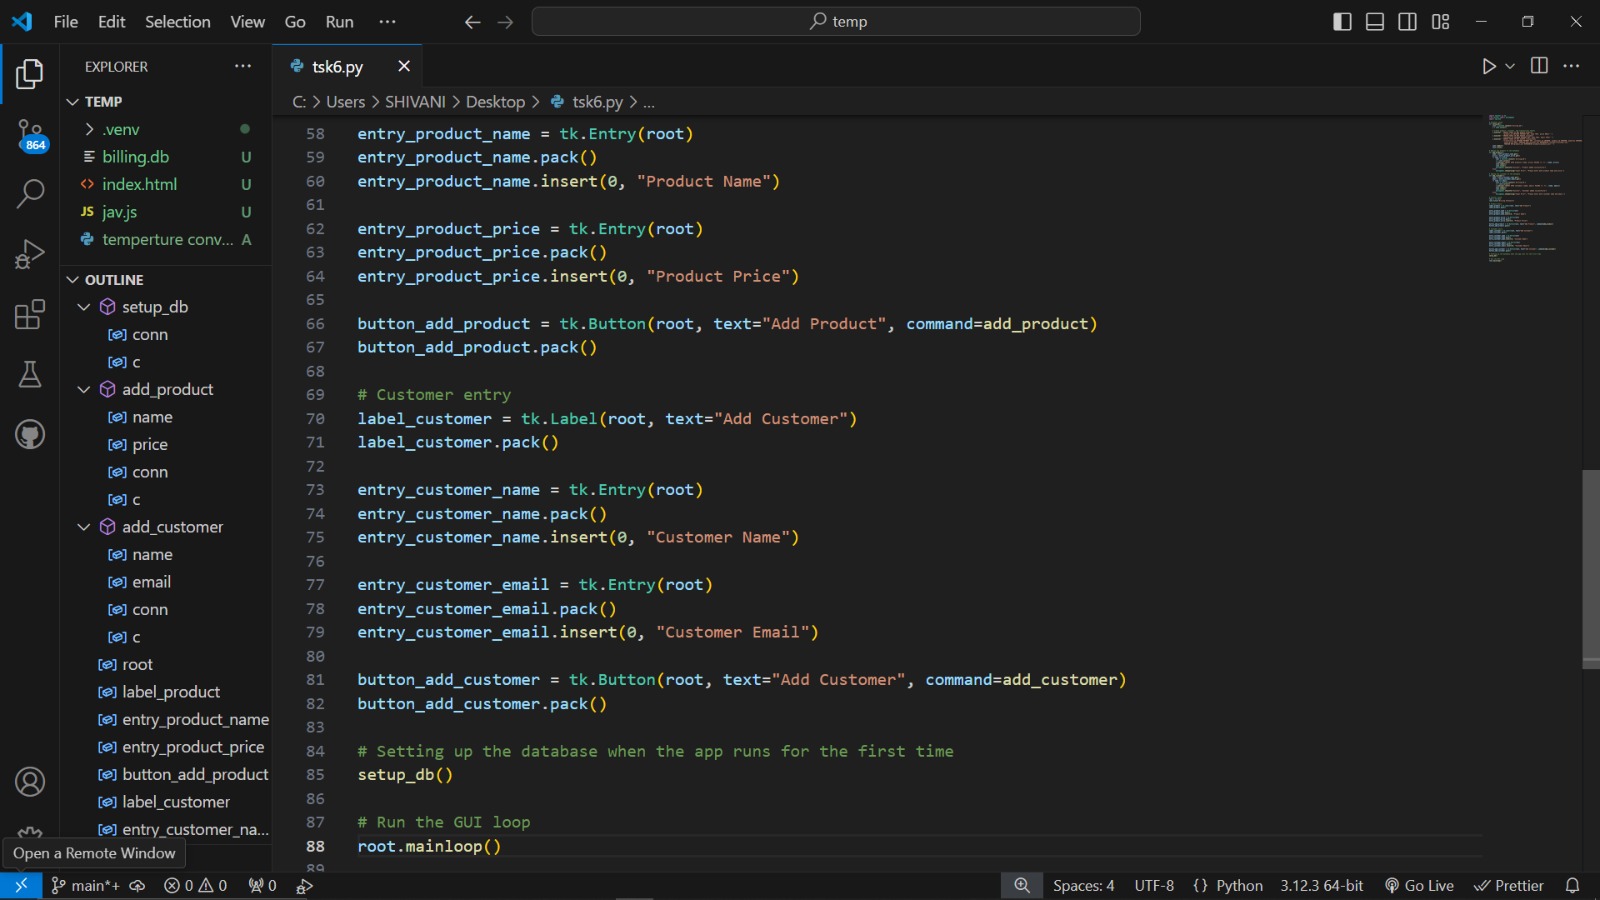 File Edit Selection View Go Run ...
temp
EXPLORER
TEMP
.venv
billing.db U
index.html U
JS jav.js U
temperture conv... A
OUTLINE
setup_db
conn
c
add_product
name
price
conn
c
add_customer
name
email
conn
c
root
label_product
entry_product_name
entry_product_price
button_add_product
label_customer
entry_customer_na...
864
Open a Remote Window
tsk6.py
C: > Users > SHIVANI > Desktop > tsk6.py > ...
58 entry_product_name = tk.Entry(root)
59 entry_product_name.pack()
60 entry_product_name.insert(0, "Product Name")
61
62 entry_product_price = tk.Entry(root)
63 entry_product_price.pack()
64 entry_product_price.insert(0, "Product Price")
65
66 button_add_product = tk.Button(root, text="Add Product", command=add_product)
67 button_add_product.pack()
68
69 # Customer entry
70 label_customer = tk.Label(root, text="Add Customer")
71 label_customer.pack()
72
73 entry_customer_name = tk.Entry(root)
74 entry_customer_name.pack()
75 entry_customer_name.insert(0, "Customer Name")
76
77 entry_customer_email = tk.Entry(root)
78 entry_customer_email.pack()
79 entry_customer_email.insert(0, "Customer Email")
80
81 button_add_customer = tk.Button(root, text="Add Customer", command=add_customer)
82 button_add_customer.pack()
83
84 # Setting up the database when the app runs for the first time
85 setup_db()
86
87 # Run the GUI loop
88 root.mainloop()
89
main*+ 0 0 0 Spaces: 4 UTF-8 {} Python 3.12.3 64-bit Go Live Prettier